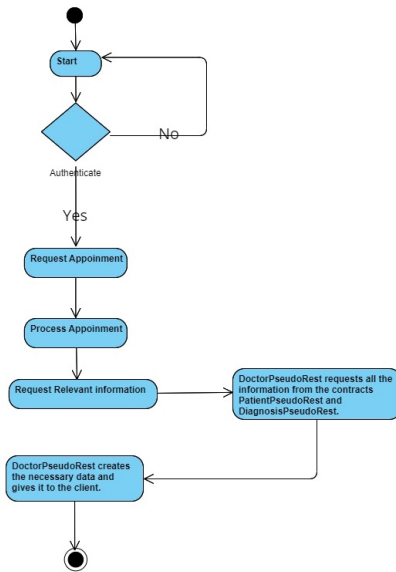 Start
No
Authenticate
Yes
Request Appoinment
Process Appoinment
Request Relevant information
DoctorPseudoRest requests all the
information from the contracts
PatientPseudoRest and
DiagnosisPseudoRest.
DoctorPseudoRest creates
the necessary data and
gives it to the client.